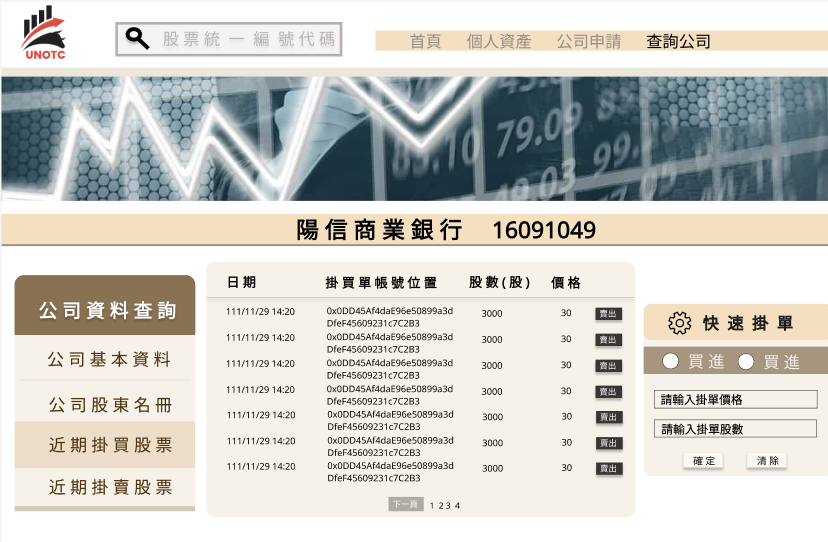 UNOTC
股票統一編號代碼
首頁 個人資產 公司申請 查詢公司
79.09
83.10
99.
49.03
陽信商業銀行 16091049
公司資料查詢
公司基本資料
公司股東名冊
近期掛買股票
近期掛賣股票
日期 掛買單帳號位置 股數(股) 價格
111/11/29 14:20 0x0DD45Af4daE96e50899a3d 3000 30 賣出
DfeF45609231c7C2B3
111/11/29 14:20 0x0DD45Af4daE96e50899a3d 3000 30 賣出
DfeF45609231c7C2B3
111/11/29 14:20 0x0DD45Af4daE96e50899a3d 3000 30 賣出
DfeF45609231c7C2B3
111/11/29 14:20 0x0DD45Af4daE96e50899a3d 3000 30 賣出
DfeF45609231c7C2B3
111/11/29 14:20 0x0DD45Af4daE96e50899a3d 3000 30 賣出
DfeF45609231c7C2B3
111/11/29 14:20 0x0DD45Af4daE96e50899a3d 3000 30 賣出
DfeF45609231c7C2B3
111/11/29 14:20 0x0DD45Af4daE96e50899a3d 3000 30 賣出
DfeF45609231c7C2B3
下一頁 1 2 3 4
快速掛單
買進 買進
請輸入掛單價格
請輸入掛單股數
確定 清除